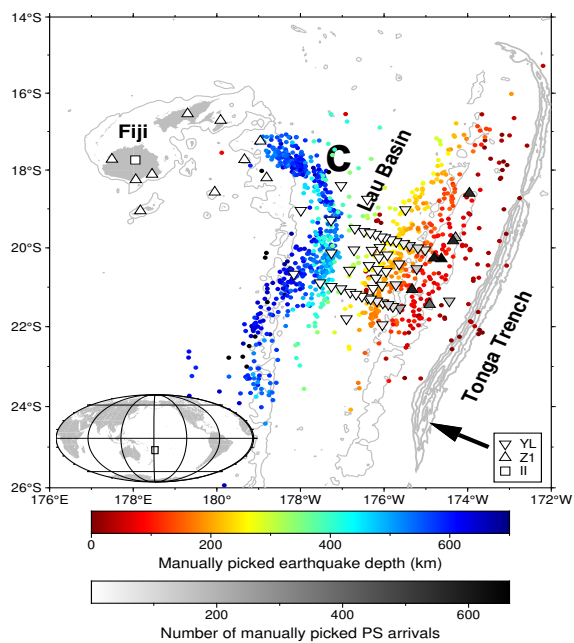 14°S
16°S
18°S
20°S
22°S
24°S
26°S
Fiji
C
Lau Basin
Tonga Trench
YL
Z1
II
176°E
178°E
180°
178°W
176°W
174°W
172°W
0
200
400
600
Manually picked earthquake depth (km)
200
400
600
Number of manually picked PS arrivals